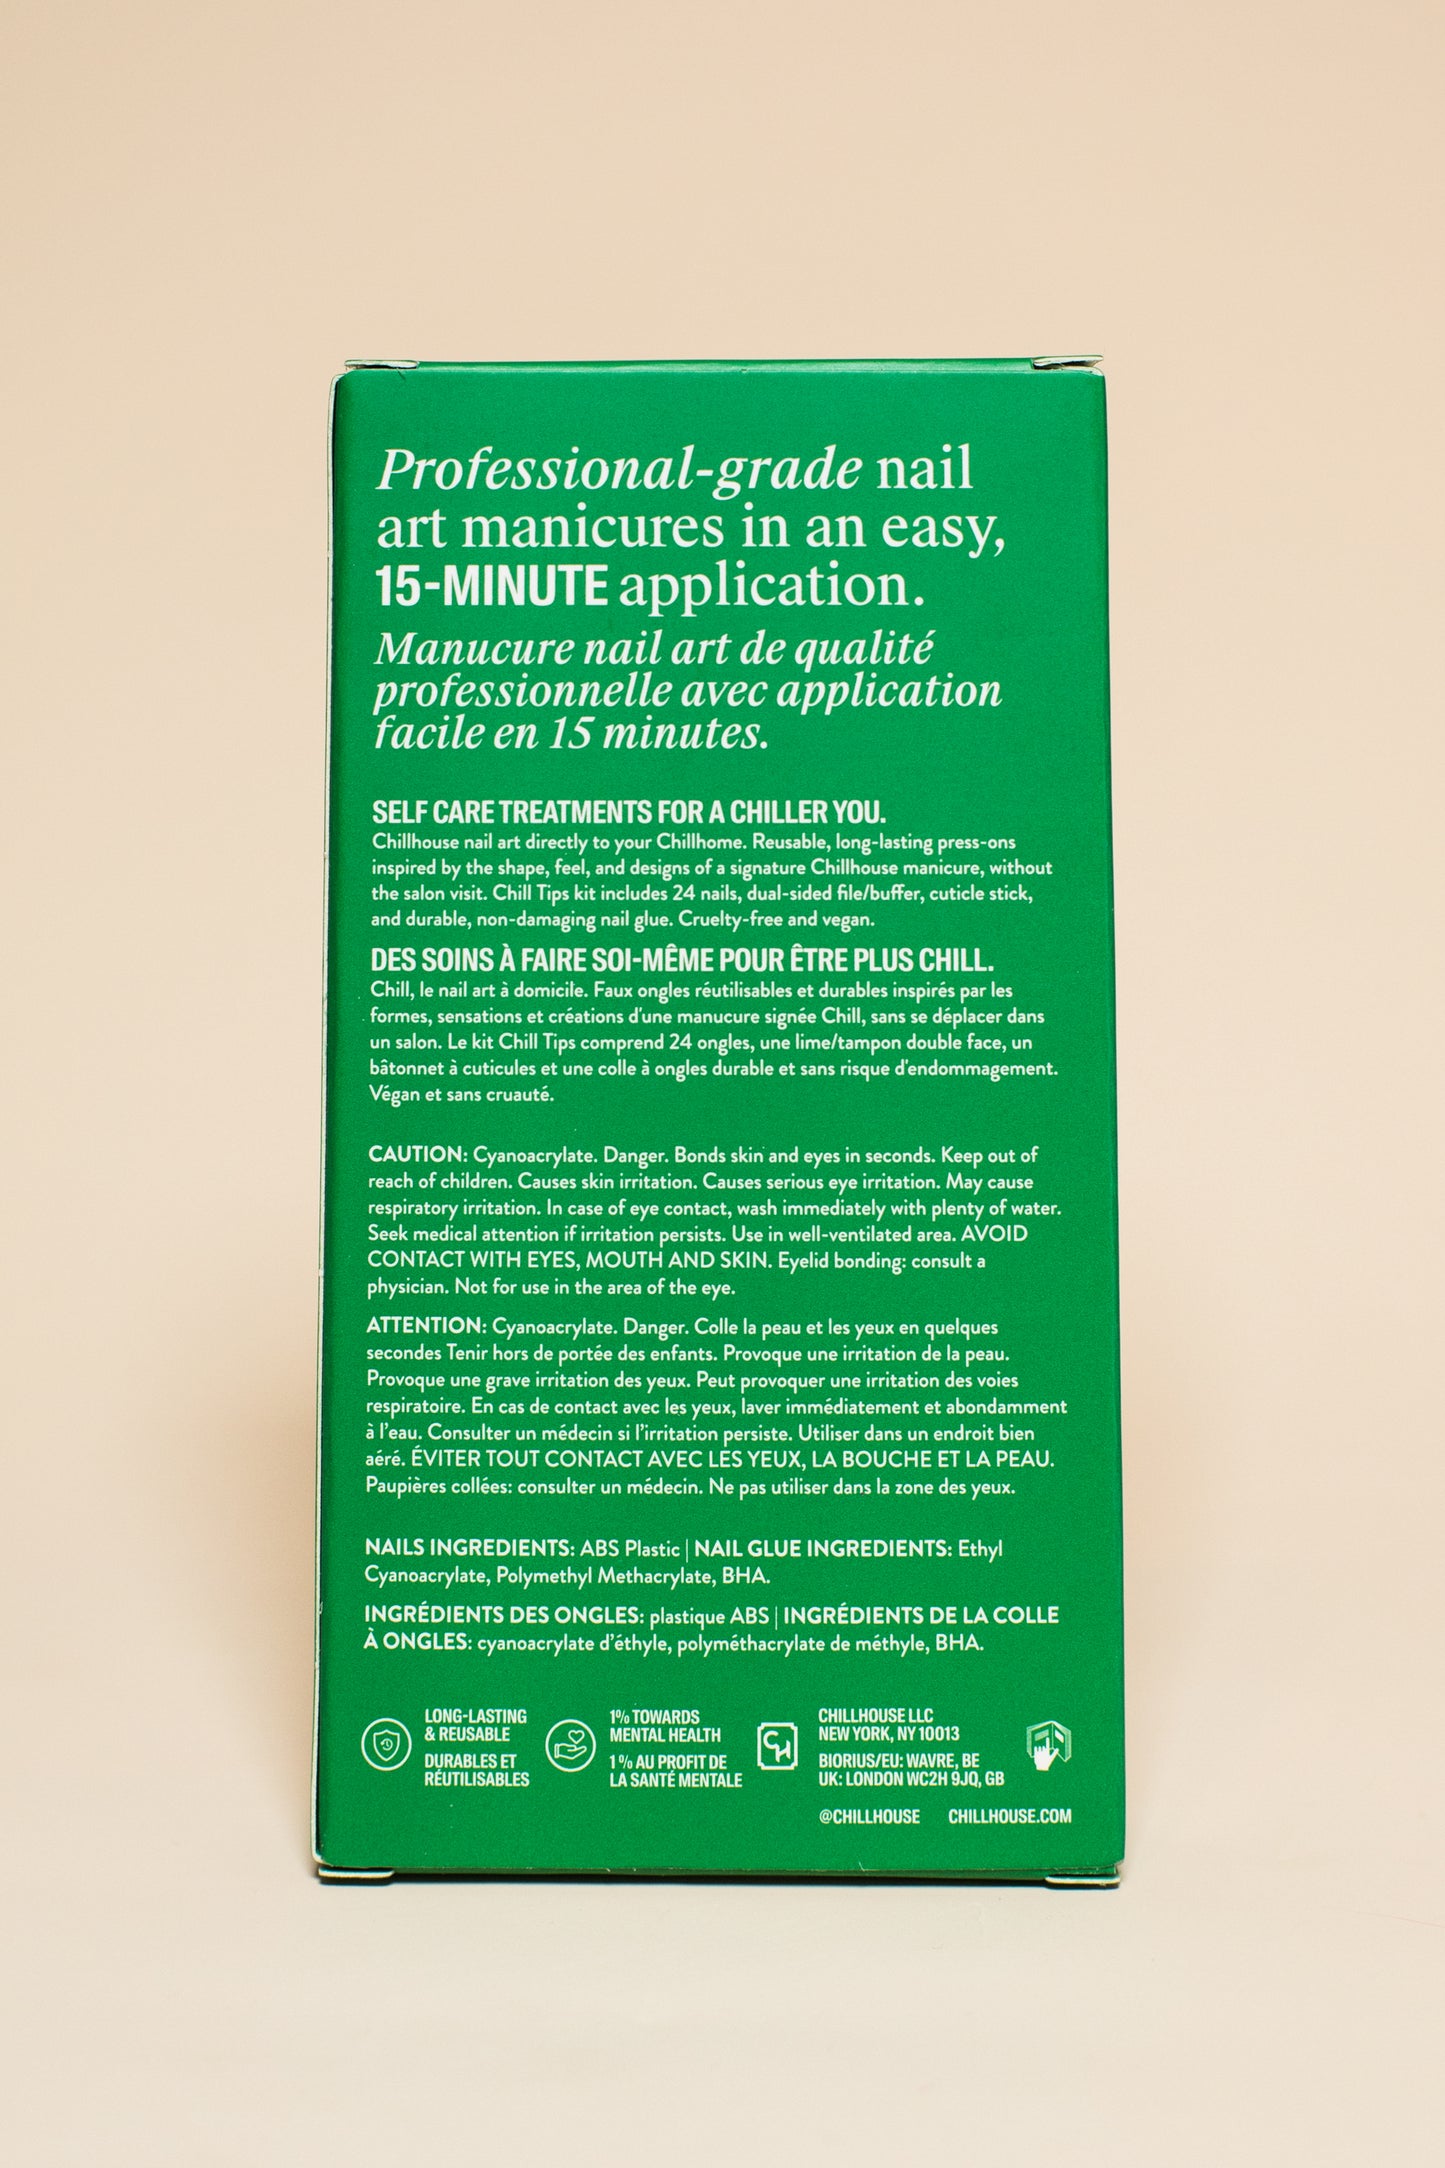 Professional-grade nail
art manicures in an easy,
15-MINUTE application.
Manucure nail art de qualité
professionnelle avec application
facile en 15 minutes.
SELF CARE TREATMENTS FOR A CHILLER YOU.
Chillhouse nail art directly to your Chillhome. Reusable, long-lasting press-ons
inspired by the shape, feel, and designs of a signature Chillhouse manicure, without
the salon visit. Chill Tips kit includes 24 nails, dual-sided file/buffer, cuticle stick,
and durable, non-damaging nail glue. Cruelty-free and vegan.
DES SOINS À FAIRE SOI-MÊME POUR ÊTRE PLUS CHILL.
Chill, le nail art à domicile. Faux ongles réutilisables et durables inspirés par les
formes, sensations et créations d'une manucure signée Chill, sans se déplacer dans
un salon. Le kit Chill Tips comprend 24 ongles, une lime/tampon double face, un
bâtonnet à cuticules et une colle à ongles durable et sans risque d'endommagement.
Végan et sans cruauté.
CAUTION: Cyanoacrylate. Danger. Bonds skin and eyes in seconds. Keep out of
reach of children. Causes skin irritation. Causes serious eye irritation. May cause
respiratory irritation. In case of eye contact, wash immediately with plenty of water.
Seek medical attention if irritation persists. Use in well-ventilated area. AVOID
CONTACT WITH EYES, MOUTH AND SKIN. Eyelid bonding: consult a
physician. Not for use in the area of the eye.
ATTENTION: Cyanoacrylate. Danger. Colle la peau et les yeux en quelques
secondes Tenir hors de portée des enfants. Provoque une irritation de la peau.
Provoque une grave irritation des yeux. Peut provoquer une irritation des voies
respiratoire. En cas de contact avec les yeux, laver immédiatement et abondamment
à l'eau. Consulter un médecin si l'irritation persiste. Utiliser dans un endroit bien
aéré. ÉVITER TOUT CONTACT AVEC LES YEUX, LA BOUCHE ET LA PEAU.
Paupières collées: consulter un médecin. Ne pas utiliser dans la zone des yeux.
NAILS INGREDIENTS: ABS Plastic | NAIL GLUE INGREDIENTS: Ethyl
Cyanoacrylate, Polymethyl Methacrylate, BHA.
INGRÉDIENTS DES ONGLES: plastique ABS | INGRÉDIENTS DE LA COLLE
À ONGLES: cyanoacrylate d'éthyle, polyméthacrylate de méthyle, BHA.
LONG-LASTING
& REUSABLE
DURABLES ET
RÉUTILISABLES
1% TOWARDS
MENTAL HEALTH
1% AU PROFIT DE
LA SANTÉ MENTALE
CH
CHILLHOUSE LLC
NEW YORK, NY 10013
BIORIUS/EU: WAVRE, BE
UK: LONDON WC2H 9JQ, GB
@CHILLHOUSE CHILLHOUSE.COM